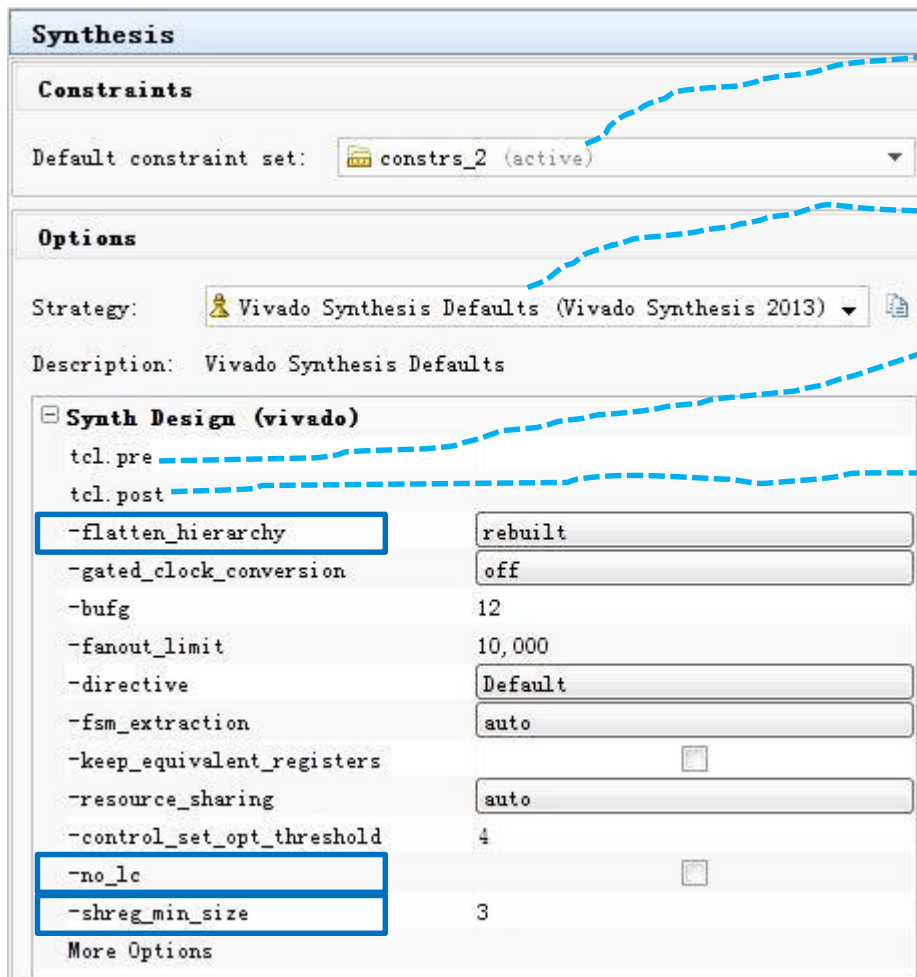 Synthesis
Constraints
Default constraint set: constrs_2 (active)
Options
Strategy: Vivado Synthesis Defaults (Vivado Synthesis 2013)
Description: Vivado Synthesis Defaults
Synth Design (vivado)
tcl.pre
tcl.post
-flatten_hierarchy rebuilt
-gated_clock_conversion off
-bufg 12
-fanout_limit 10,000
-directive Default
-fsm_extraction auto
-keep_equivalent_registers
-resource_sharing auto
-control_set_opt_threshold 4
-no_lc
-shreg_min_size 3
More Options